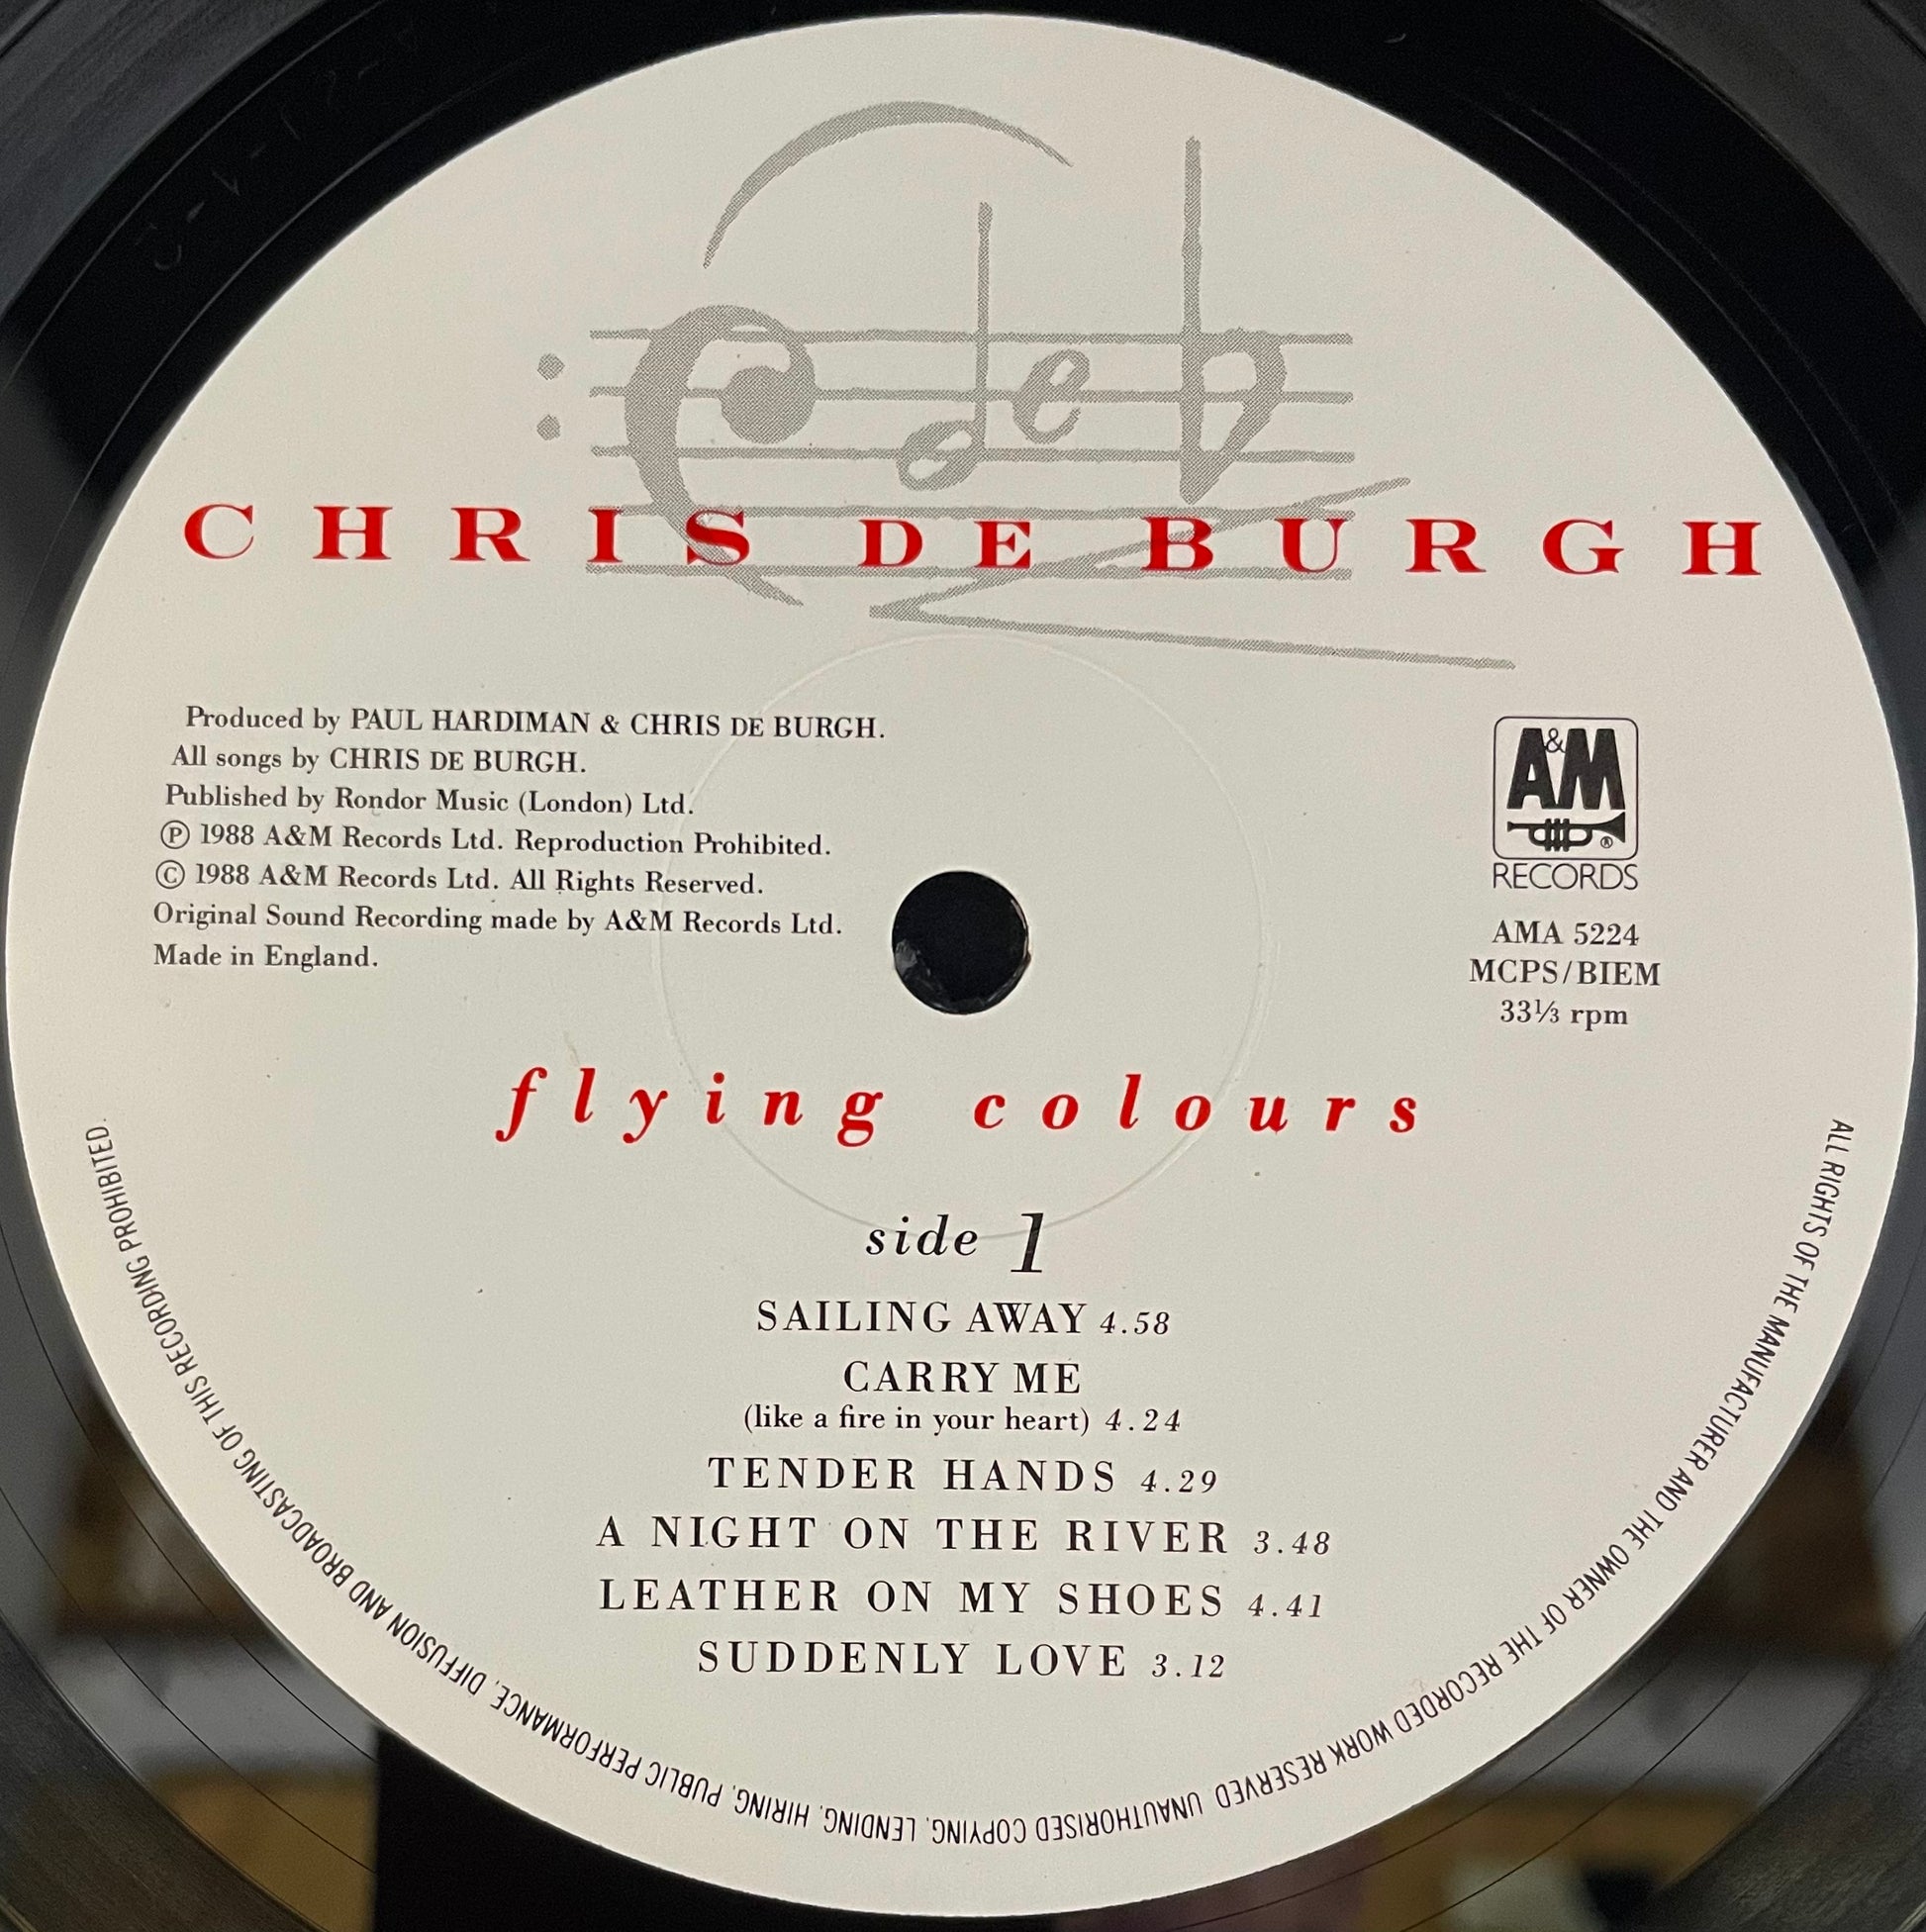 C deb
CHRIS DE BURGH
Produced by PAUL HARDIMAN & CHRIS DE BURGH.
All songs by CHRIS DE BURGH.
Published by Rondor Music (London) Ltd.
Ⓟ 1988 A&M Records Ltd. Reproduction Prohibited.
© 1988 A&M Records Ltd. All Rights Reserved.
Original Sound Recording made by A&M Records Ltd.
Made in England.
A&M
®
RECORDS
AMA 5224
MCPS/BIEM
33⅓ rpm
flying colours
side 1
SAILING AWAY 4.58
CARRY ME
(like a fire in your heart) 4.24
TENDER HANDS 4.29
A NIGHT ON THE RIVER 3.48
LEATHER ON MY SHOES 4.41
SUDDENLY LOVE 3.12
ALL RIGHTS OF THE MANUFACTURER AND THE OWNER OF THE RECORDED WORK RESERVED UNAUTHORISED COPYING, LENDING, HIRING, PUBLIC PERFORMANCE, DIFFUSION AND BROADCASTING OF THIS RECORDING PROHIBITED.